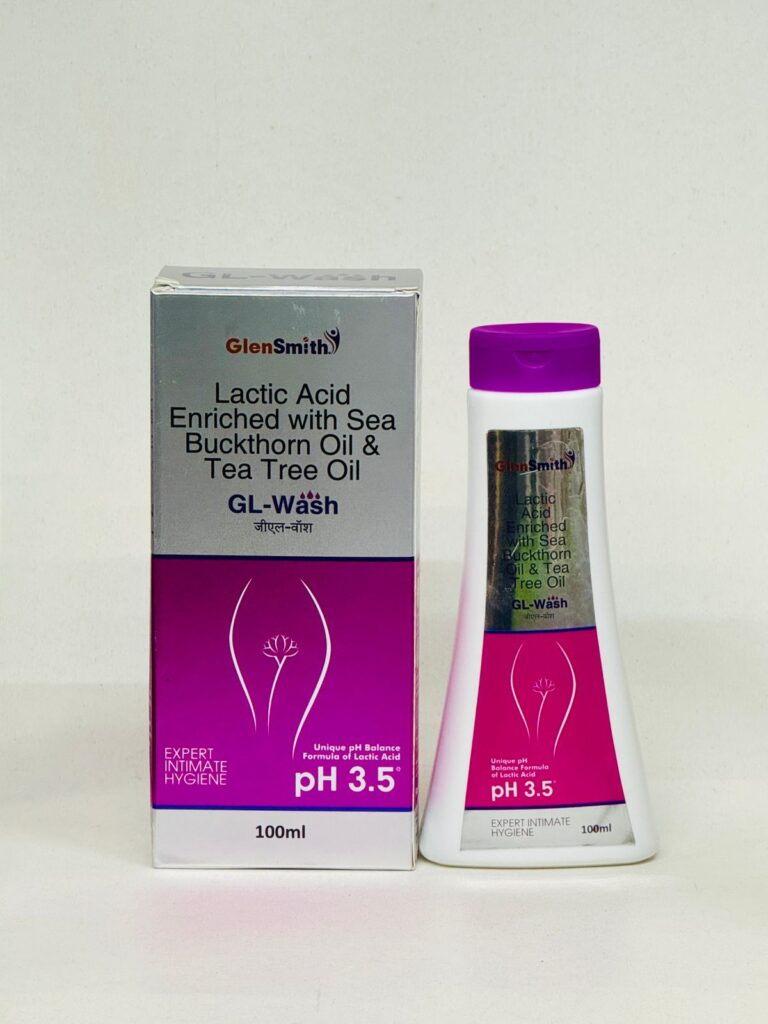 GL-Wash
GlenSmith
Lactic Acid
Enriched with Sea
Buckthorn Oil &
Tea Tree Oil
GL-Wash
जीएल-वॉश
EXPERT
INTIMATE
HYGIENE
Unique pH Balance
Formula of Lactic Acid
pH 3.5
100ml
GlenSmith
Lactic
Acid
Enriched
with Sea
Buckthorn
Oil & Tea
Tree Oil
GL-Wash
जीएल-वॉश
Unique pH
Balance Formula
of Lactic Acid
pH 3.5
EXPERT INTIMATE
HYGIENE
100ml